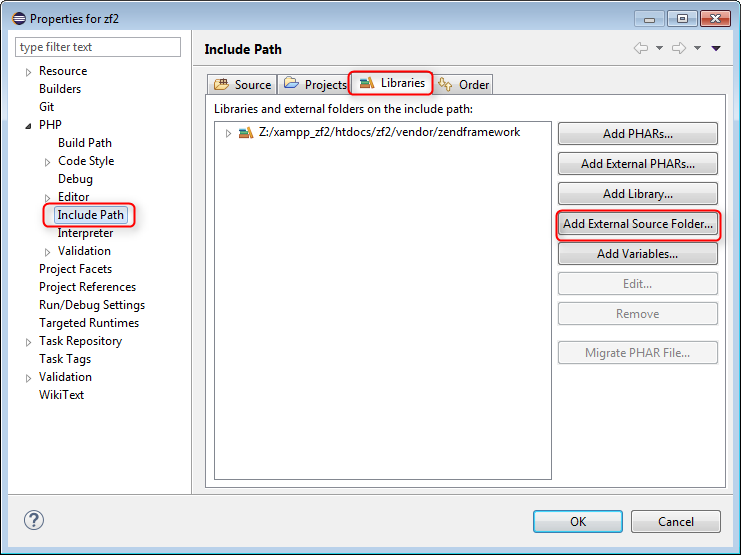 Properties for zf2
type filter text
Resource
Builders
Git
PHP
Build Path
Code Style
Debug
Editor
Include Path
Interpreter
Validation
Project Facets
Project References
Run/Debug Settings
Targeted Runtimes
Task Repository
Task Tags
Validation
WikiText
Include Path
Source
Projects
Libraries
Order
Libraries and external folders on the include path:
Z:/xampp_zf2/htdocs/zf2/vendor/zendframework
Add PHARs...
Add External PHARs...
Add Library...
Add External Source Folder...
Add Variables...
Edit...
Remove
Migrate PHAR File...
?
OK
Cancel